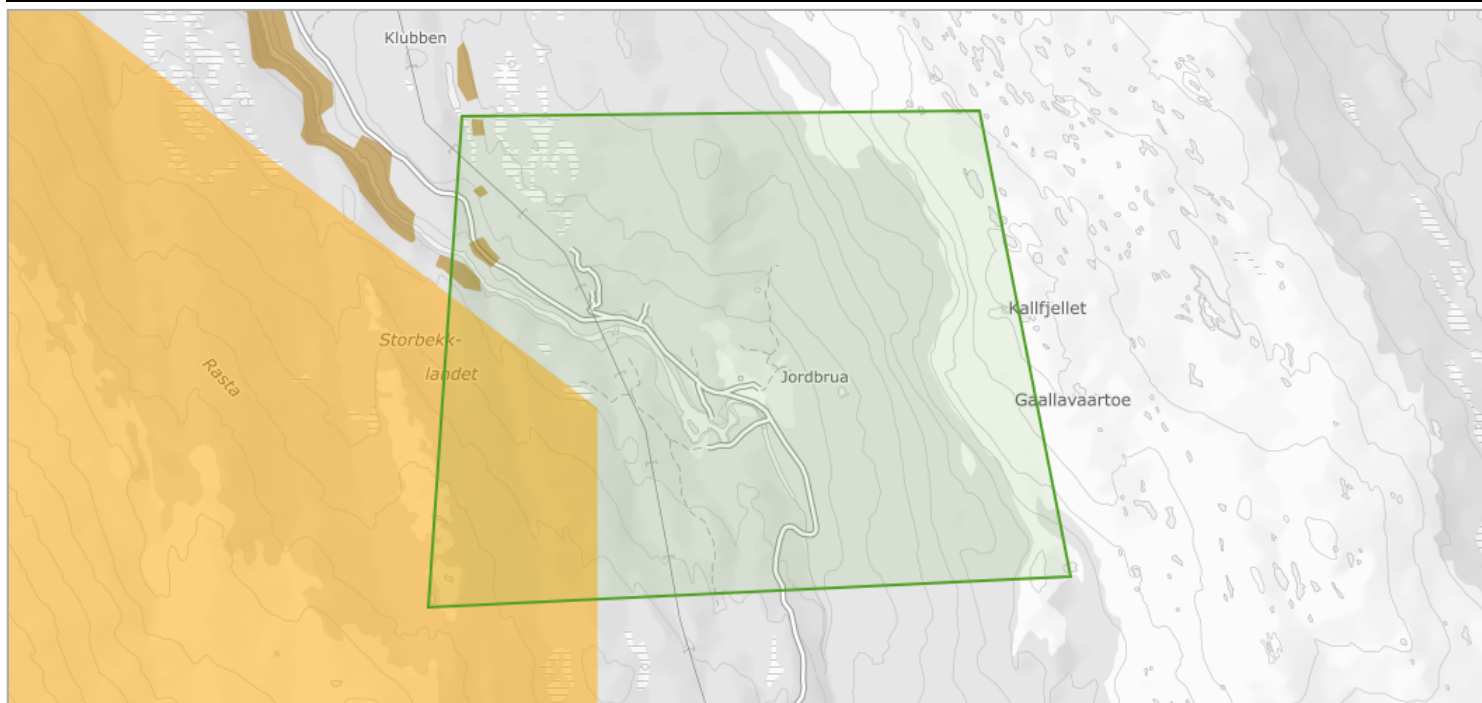 Klubben
Kallfjellet
Storbekk-
landet
Rasta
Jordbrua
Gaallavaartoe